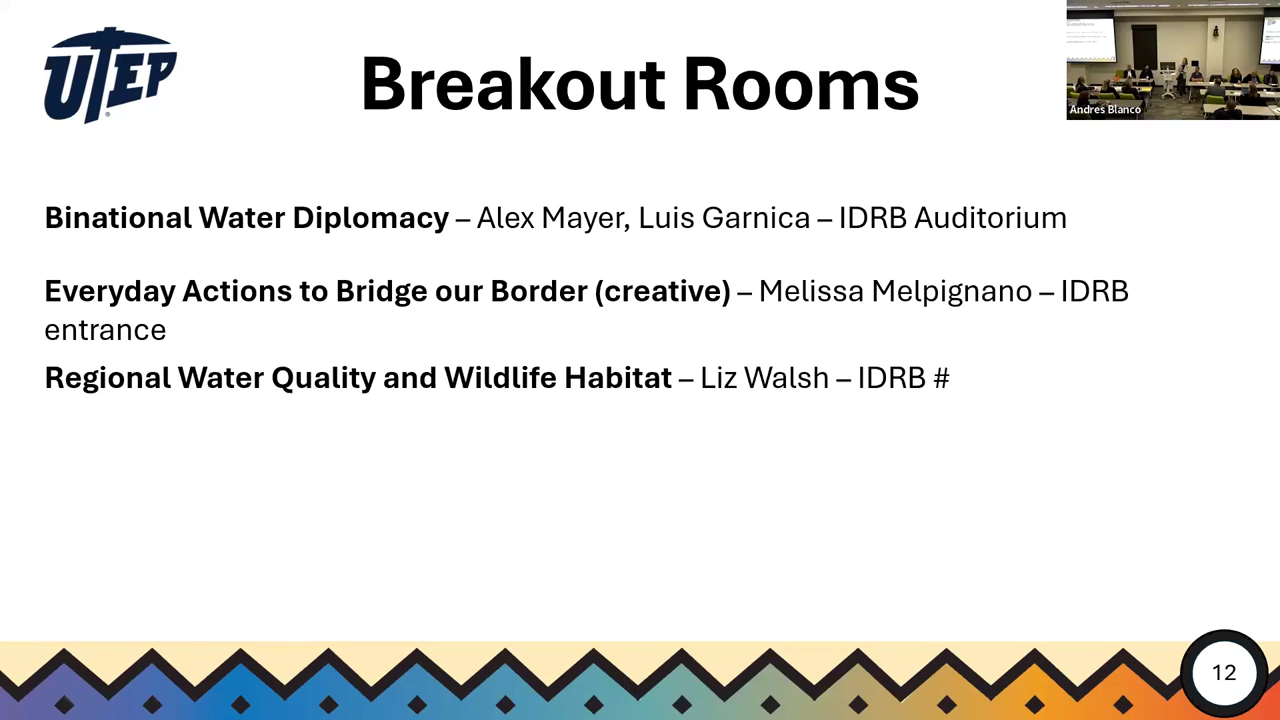 UTEP
Breakout Rooms
Andres Blanco
Binational Water Diplomacy – Alex Mayer, Luis Garnica – IDRB Auditorium
Everyday Actions to Bridge our Border (creative) – Melissa Melpignano – IDRB
entrance
Regional Water Quality and Wildlife Habitat – Liz Walsh – IDRB #
12